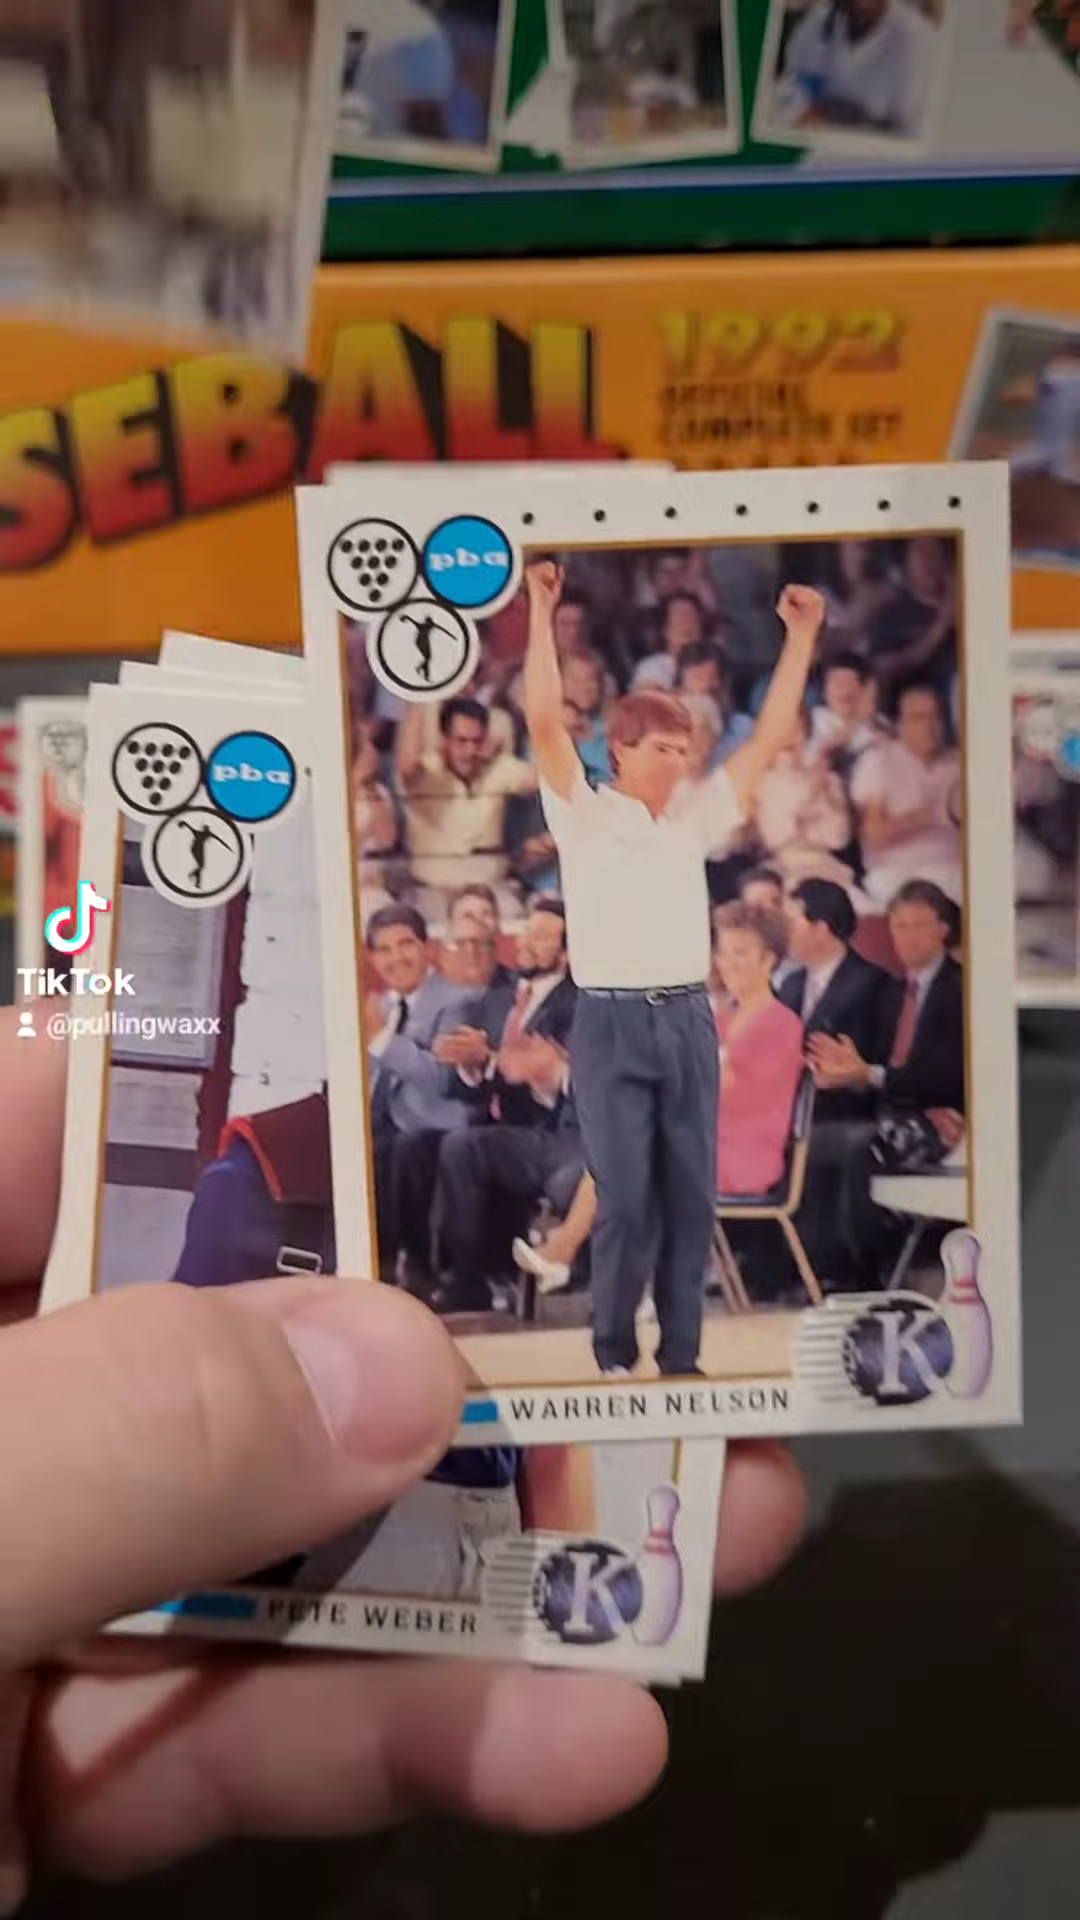 SEBALL
1992
OFFICIAL
COMPLETE SET
pba
pba
TikTok
@pullingwaxx
K
WARREN NELSON
K
PETE WEBER